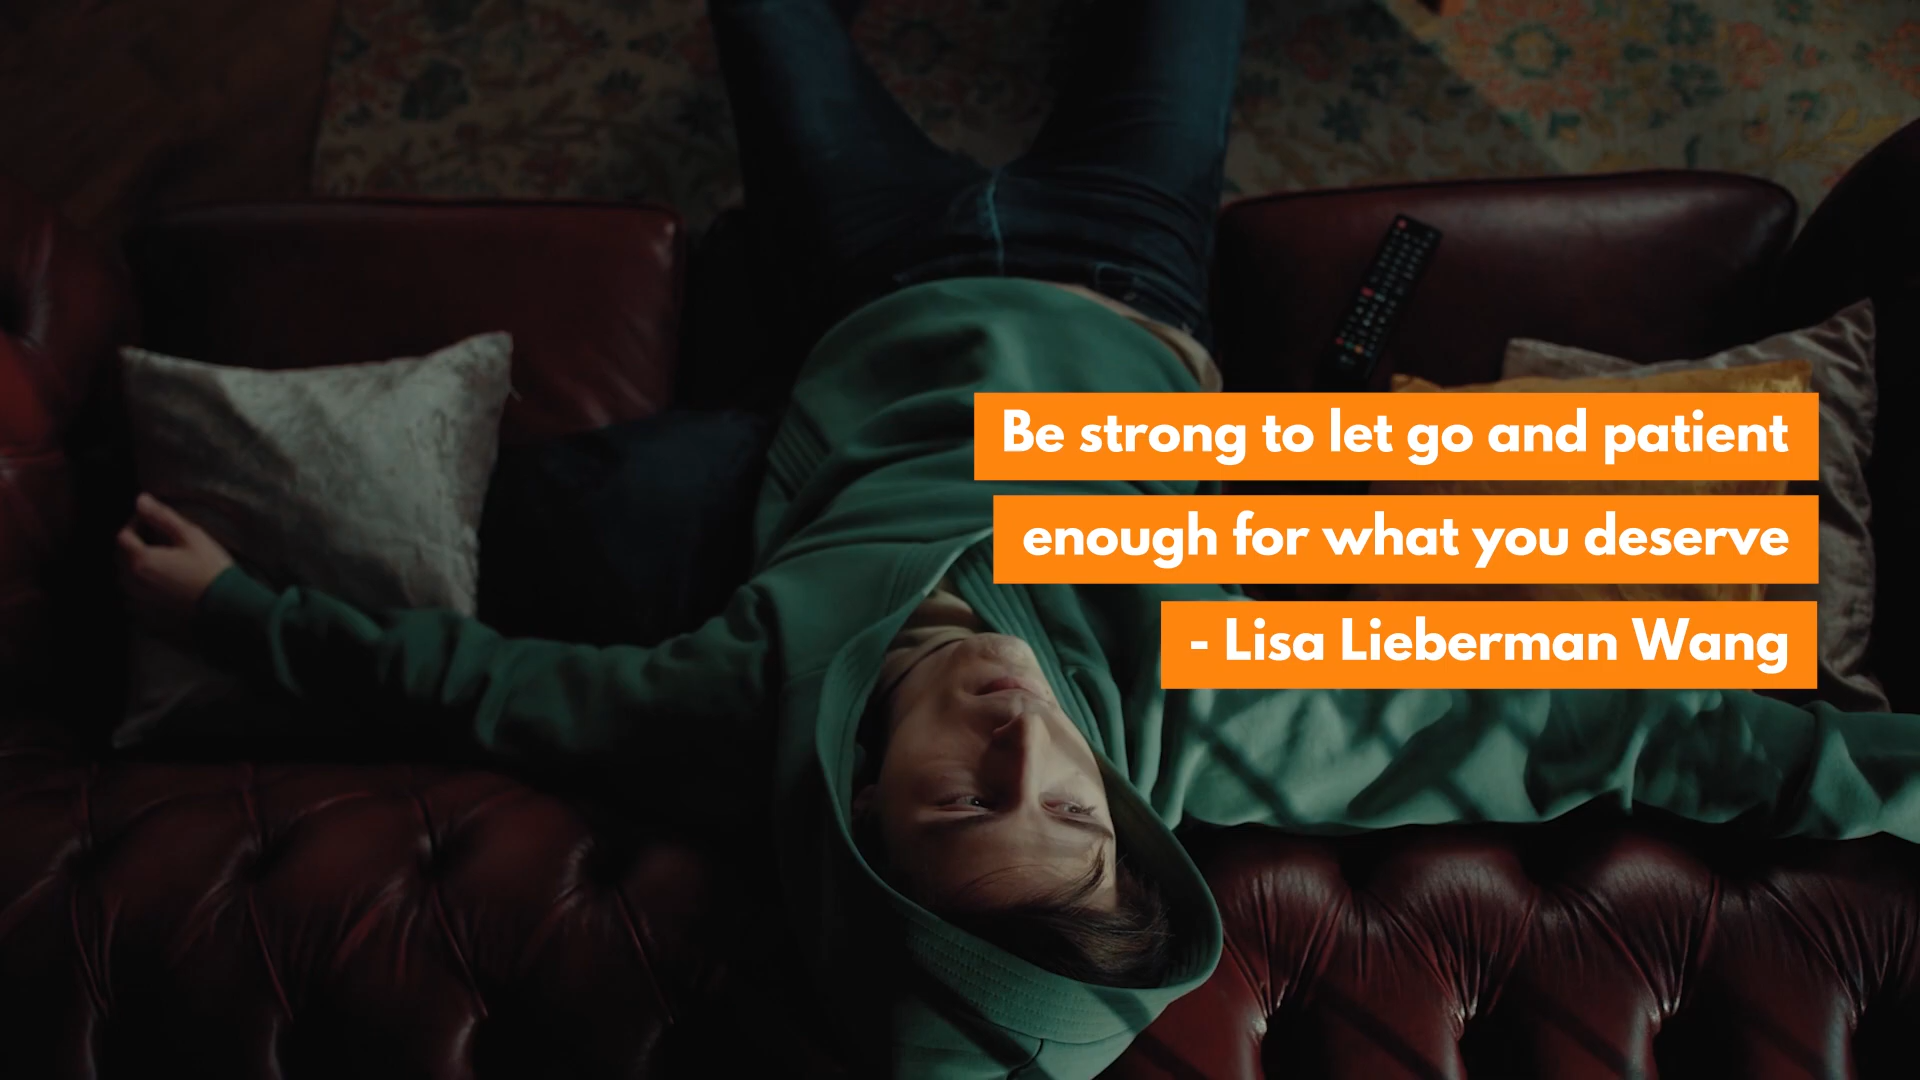 Be strong to let go and patient
enough for what you deserve
- Lisa Lieberman Wang